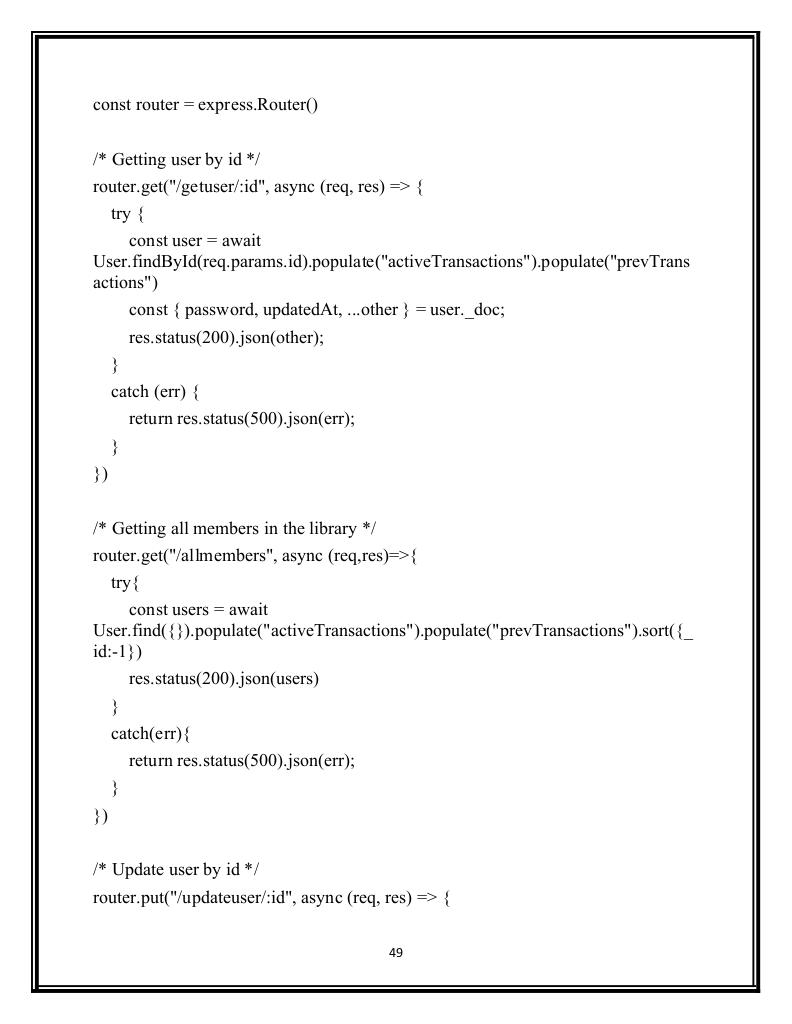 const router = express.Router()
/* Getting user by id */
router.get("/getuser/:id", async (req, res) => {
try {
const user = await
User.findById(req.params.id).populate("activeTransactions").populate("prevTrans
actions")
const { password, updatedAt, ...other } = user._doc;
res.status(200).json(other);
}
catch (err) {
return res.status(500).json(err);
}
})
/* Getting all members in the library */
router.get("/allmembers", async (req,res)=>{
try{
const users = await
User.find({}).populate("activeTransactions").populate("prevTransactions").sort({_
id:-1})
res.status(200).json(users)
}
catch(err){
return res.status(500).json(err);
}
})
/* Update user by id */
router.put("/updateuser/:id", async (req, res) => {
49